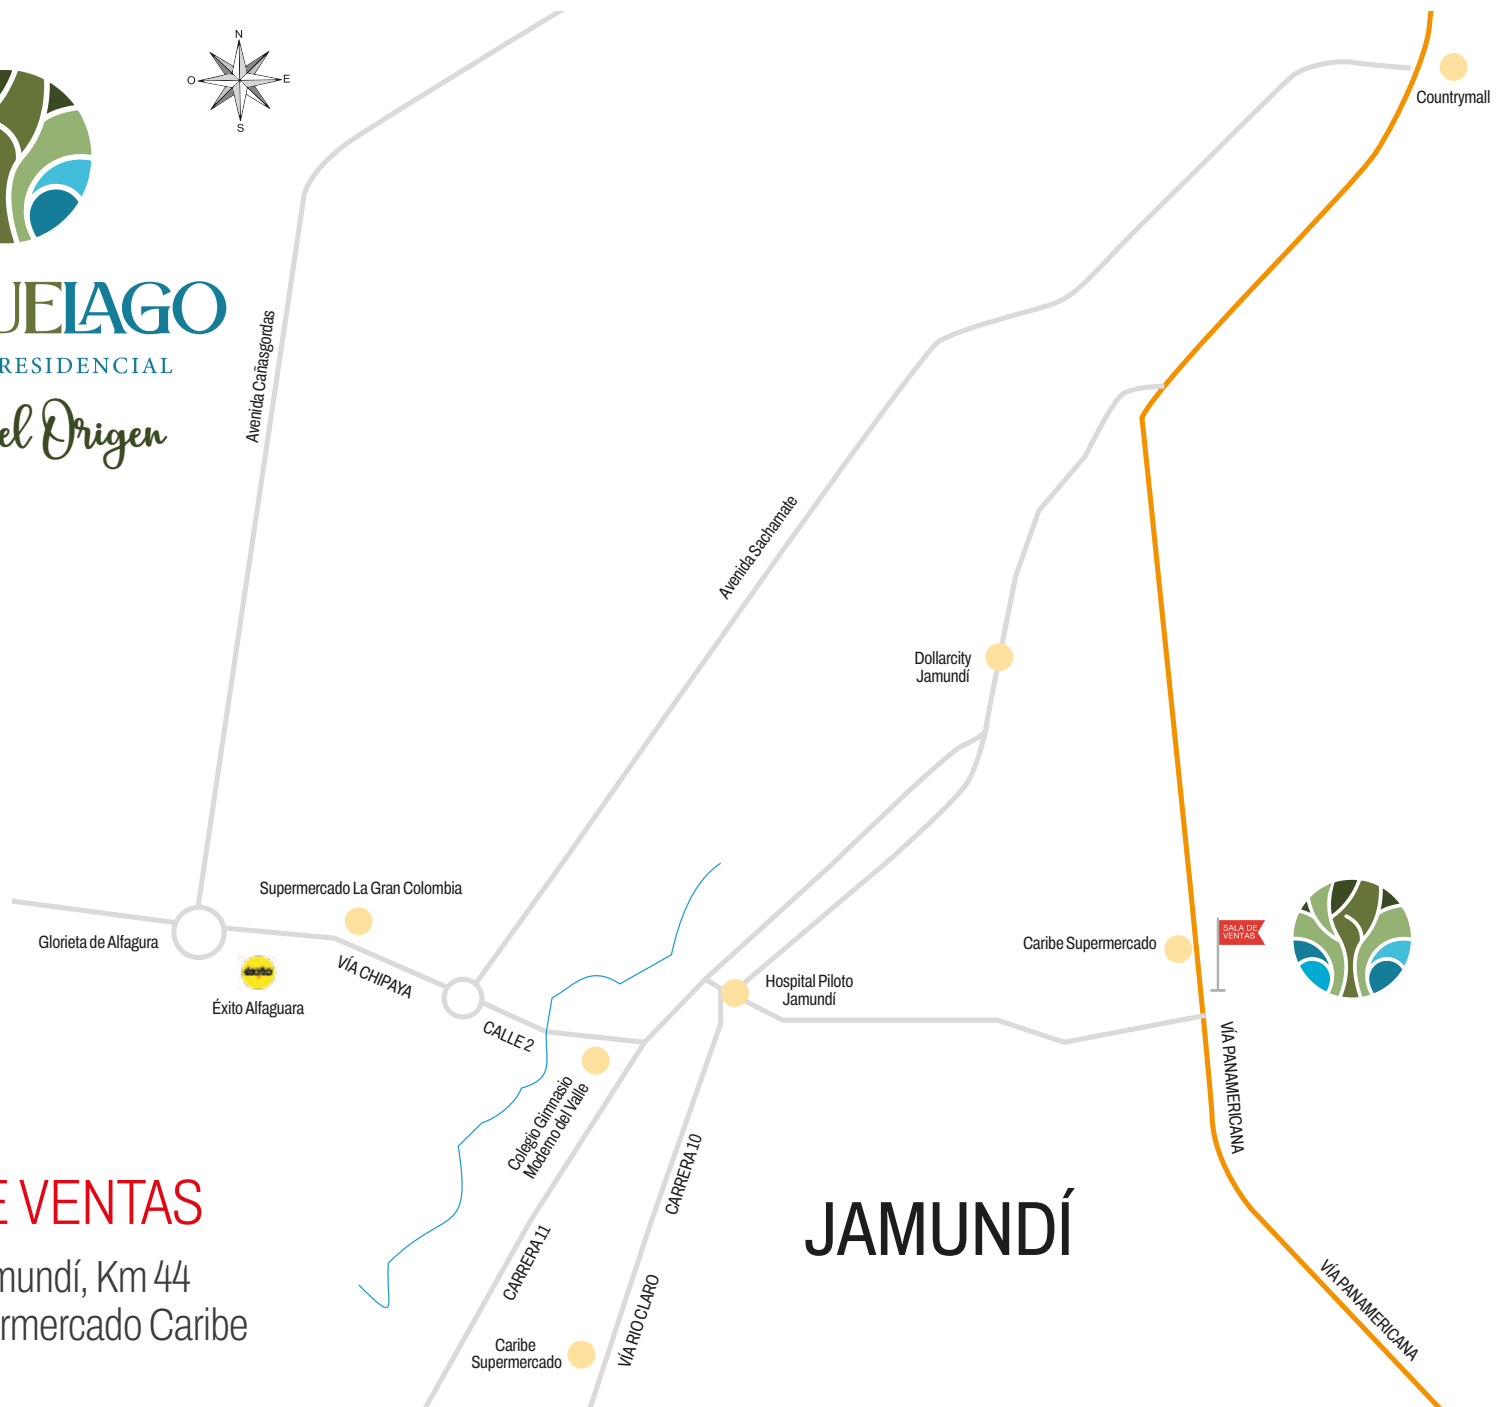 N
O
E
S
Countrymall
UELAGO
RESIDENCIAL
el Origen
Avenida Cañasgordas
Avenida Sachamate
Dollarcity
Jamundí
Supermercado La Gran Colombia
Glorieta de Alfagura
éxito
Éxito Alfaguara
VÍA CHIPAYA
CALLE 2
Caribe Supermercado
SALA DE
VENTAS
Hospital Piloto
Jamundí
VÍA PANAMERICANA
Colegio Gimnasio
Moderno del Valle
CARRERA 10
CARRERA 11
JAMUNDÍ
E VENTAS
mundí, Km 44
rmercado Caribe
VÍA RIO CLARO
Caribe
Supermercado
VÍA PANAMERICANA